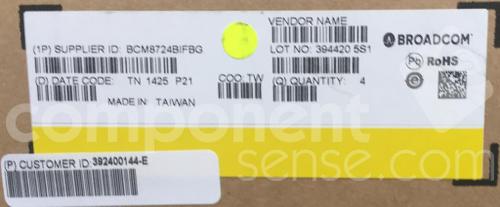 VENDOR NAME
(1P) SUPPLIER ID: BCM8724BIFBG
LOT NO: 394420 5S1
BROADCOM
(D) DATE CODE: TN 1425 P21
COO: TW
(Q) QUANTITY: 4
Pb RoHS
e
MADE IN: TAIWAN
component
sense.com
(P) CUSTOMER ID: 392400144-E